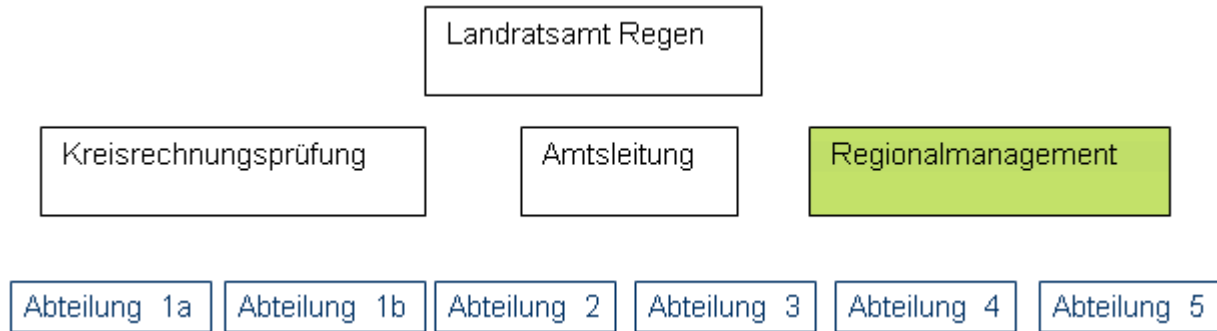 Landratsamt Regen
Kreisrechnungsprüfung
Amtsleitung
Regionalmanagement
Abteilung 1a
Abteilung 1b
Abteilung 2
Abteilung 3
Abteilung 4
Abteilung 5